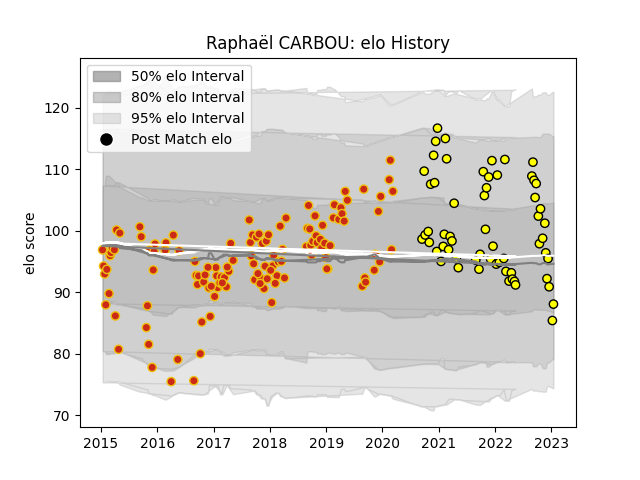 Raphaël CARBOU: elo History
50% elo Interval
80% elo Interval
95% elo Interval
Post Match elo
elo score
120
110
100
90
80
70
2015 2016 2017 2018 2019 2020 2021 2022 2023